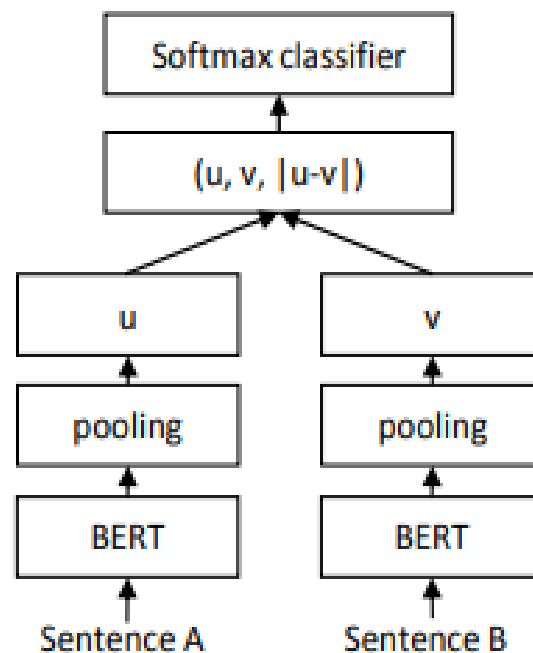 Softmax classifier
(u, v, |u-v|)
u
v
pooling
pooling
BERT
BERT
Sentence A
Sentence B